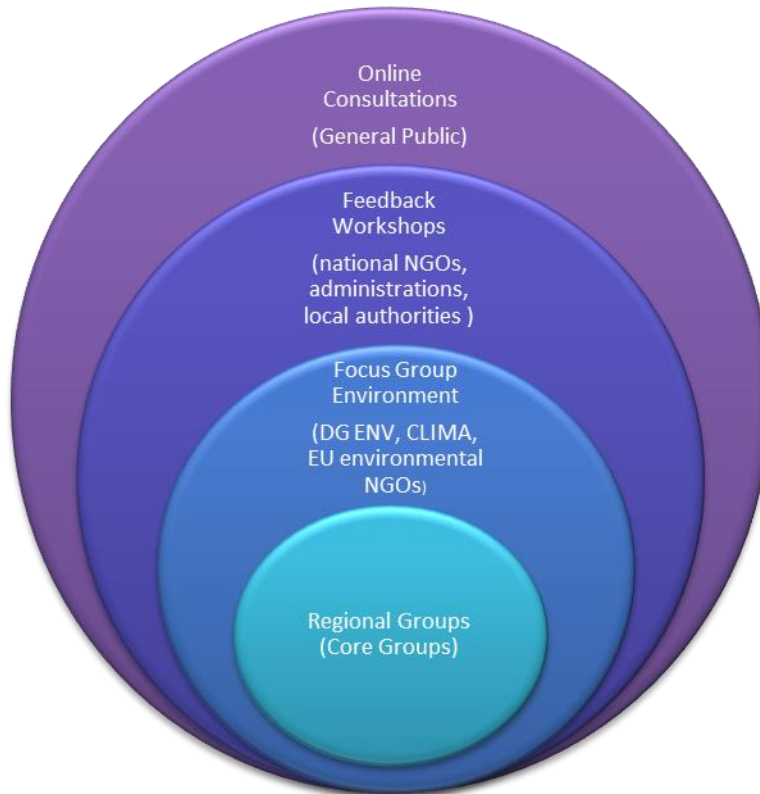 Online
Consultations
(General Public)
Feedback
Workshops
(national NGOs,
administrations,
local authorities )
Focus Group
Environment
(DG ENV, CLIMA,
EU environmental
NGOs)
Regional Groups
(Core Groups)